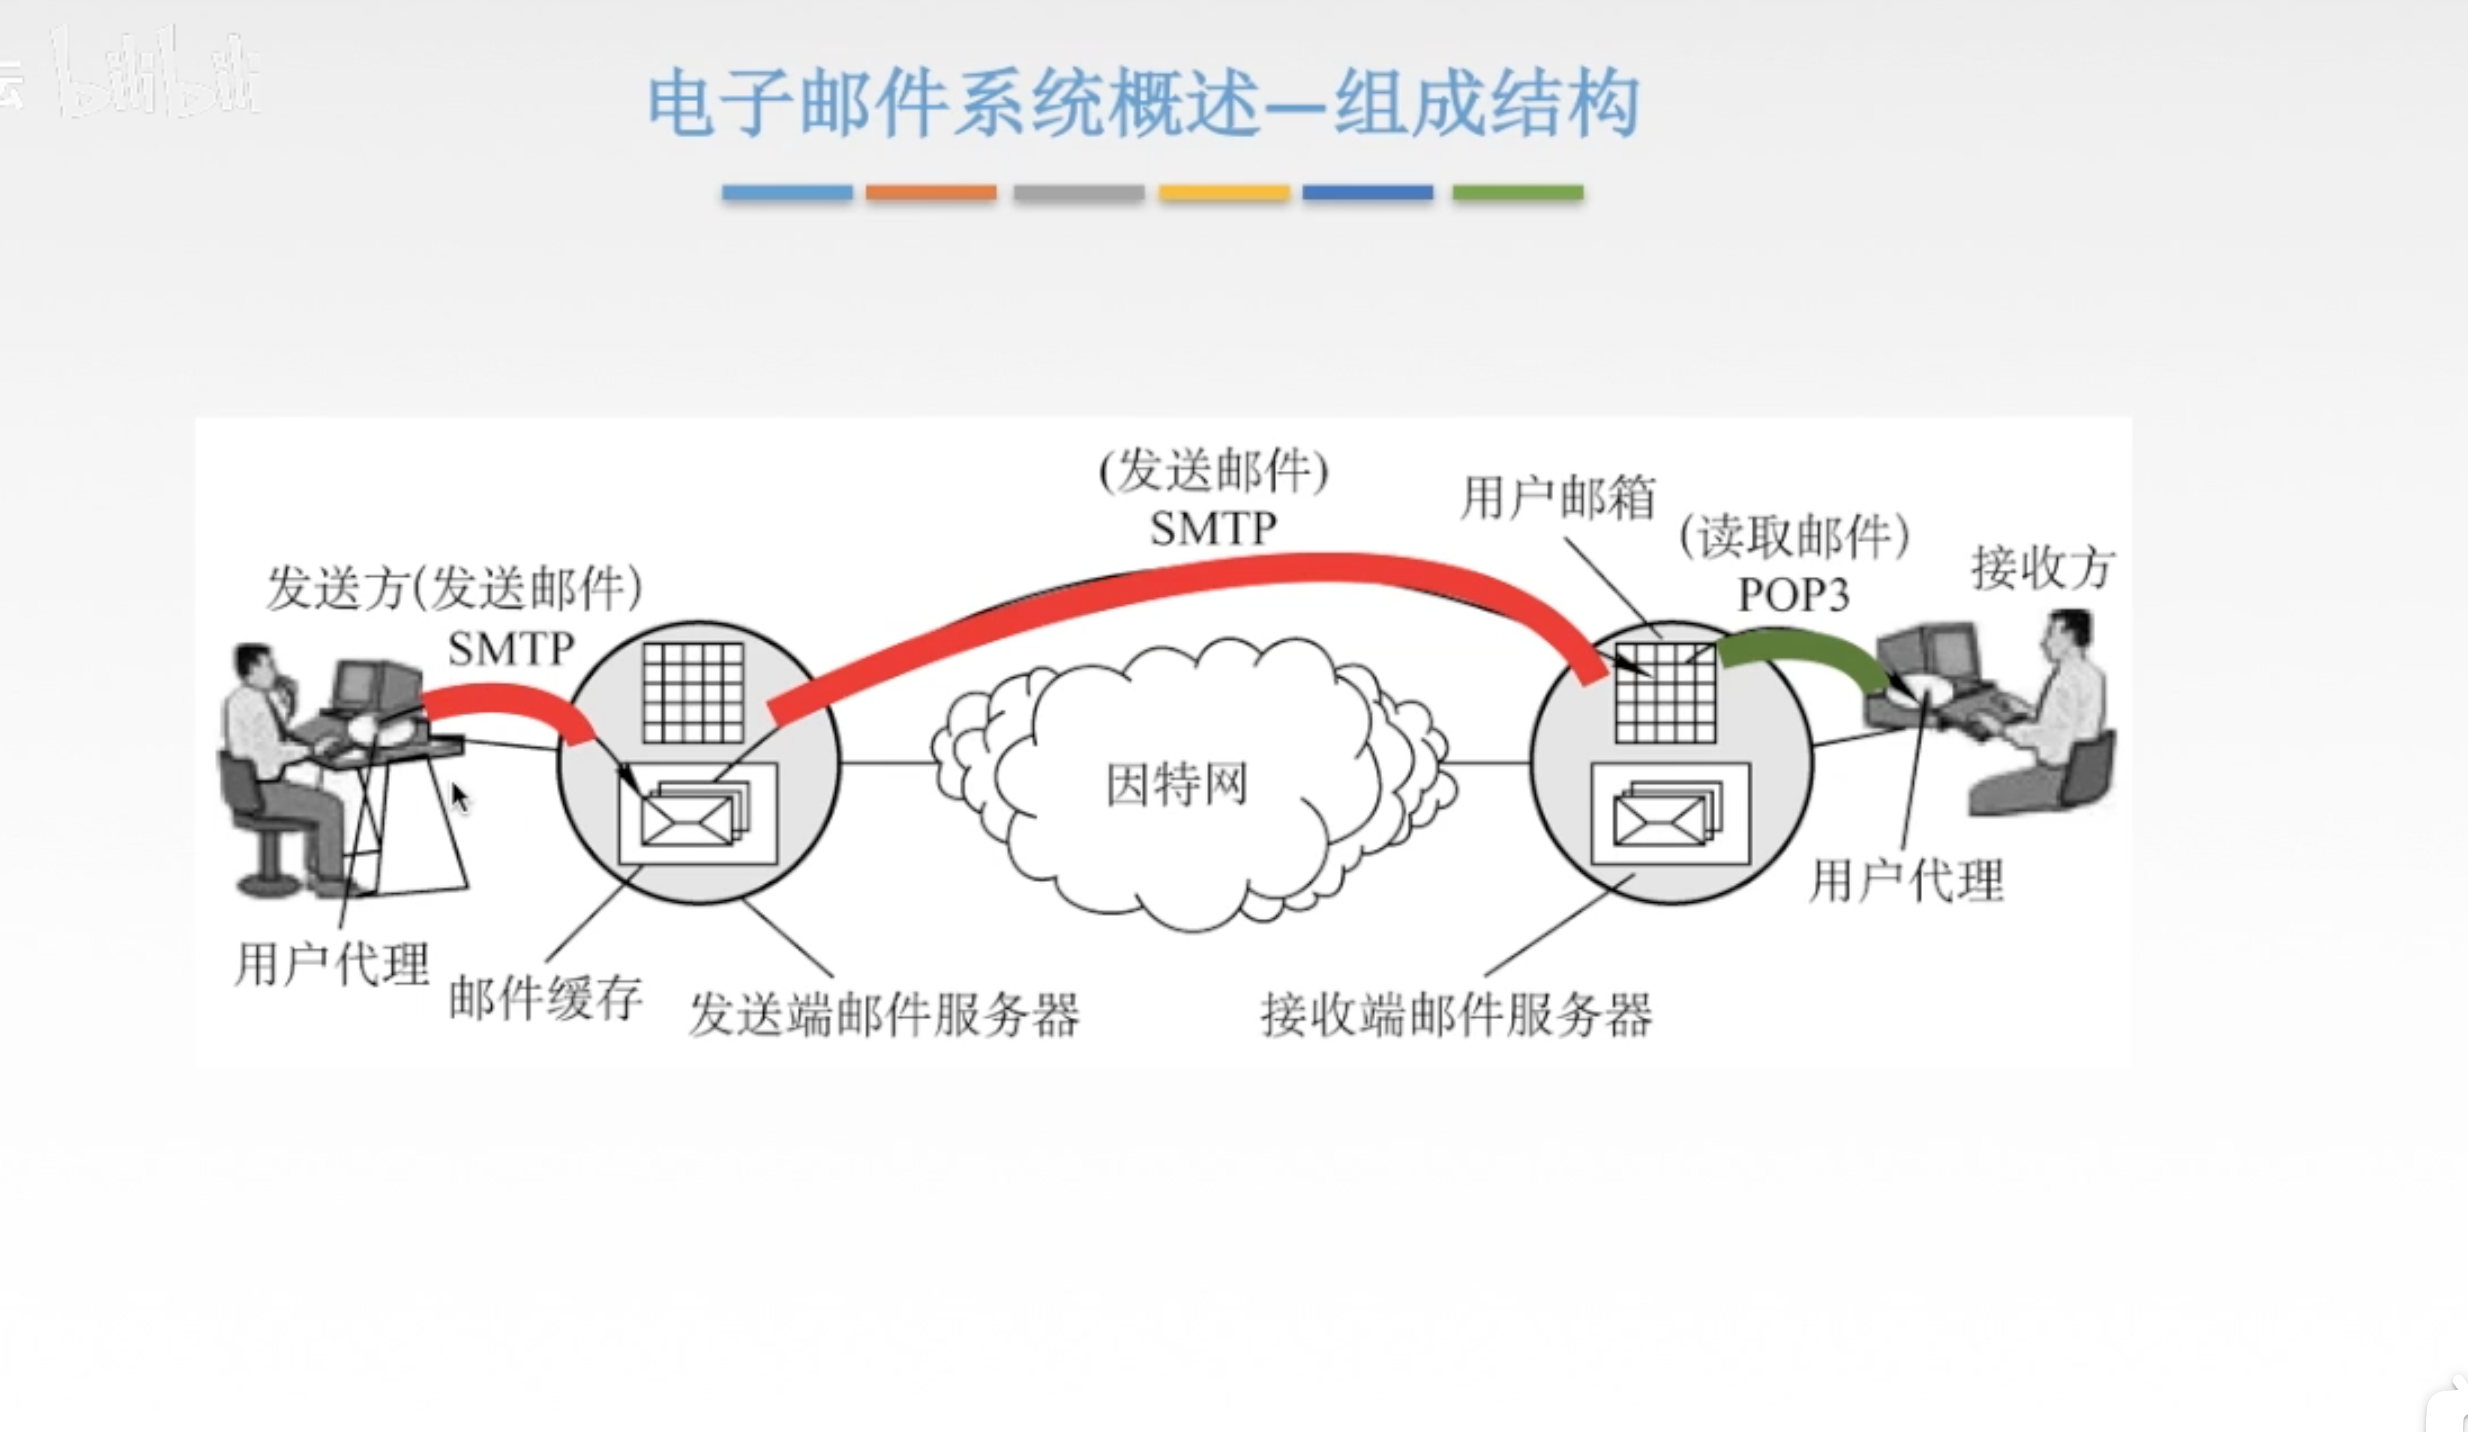 云 bilibili
电子邮件系统概述—组成结构
(发送邮件)
SMTP
用户邮箱
(读取邮件)
POP3
接收方
发送方(发送邮件)
SMTP
因特网
用户代理
用户代理
邮件缓存
发送端邮件服务器
接收端邮件服务器